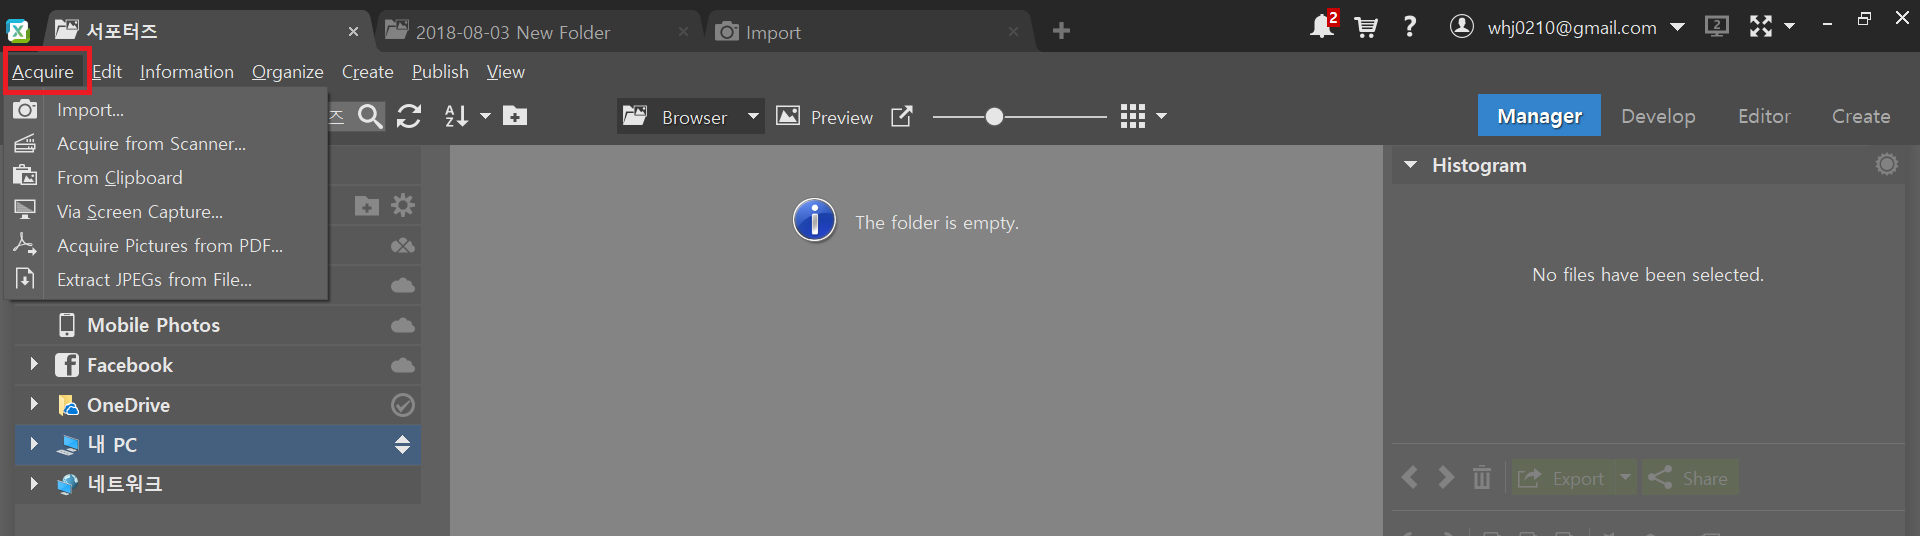 서포터즈
2018-08-03 New Folder
Import
2
whj0210@gmail.com
2
Acquire Edit Information Organize Create Publish View
Import...
Acquire from Scanner...
From Clipboard
Via Screen Capture...
Acquire Pictures from PDF...
Extract JPEGs from File...
즈
A
Z
Browser
Preview
Manager
Develop
Editor
Create
Mobile Photos
Facebook
OneDrive
내 PC
네트워크
The folder is empty.
Histogram
No files have been selected.
Export
Share